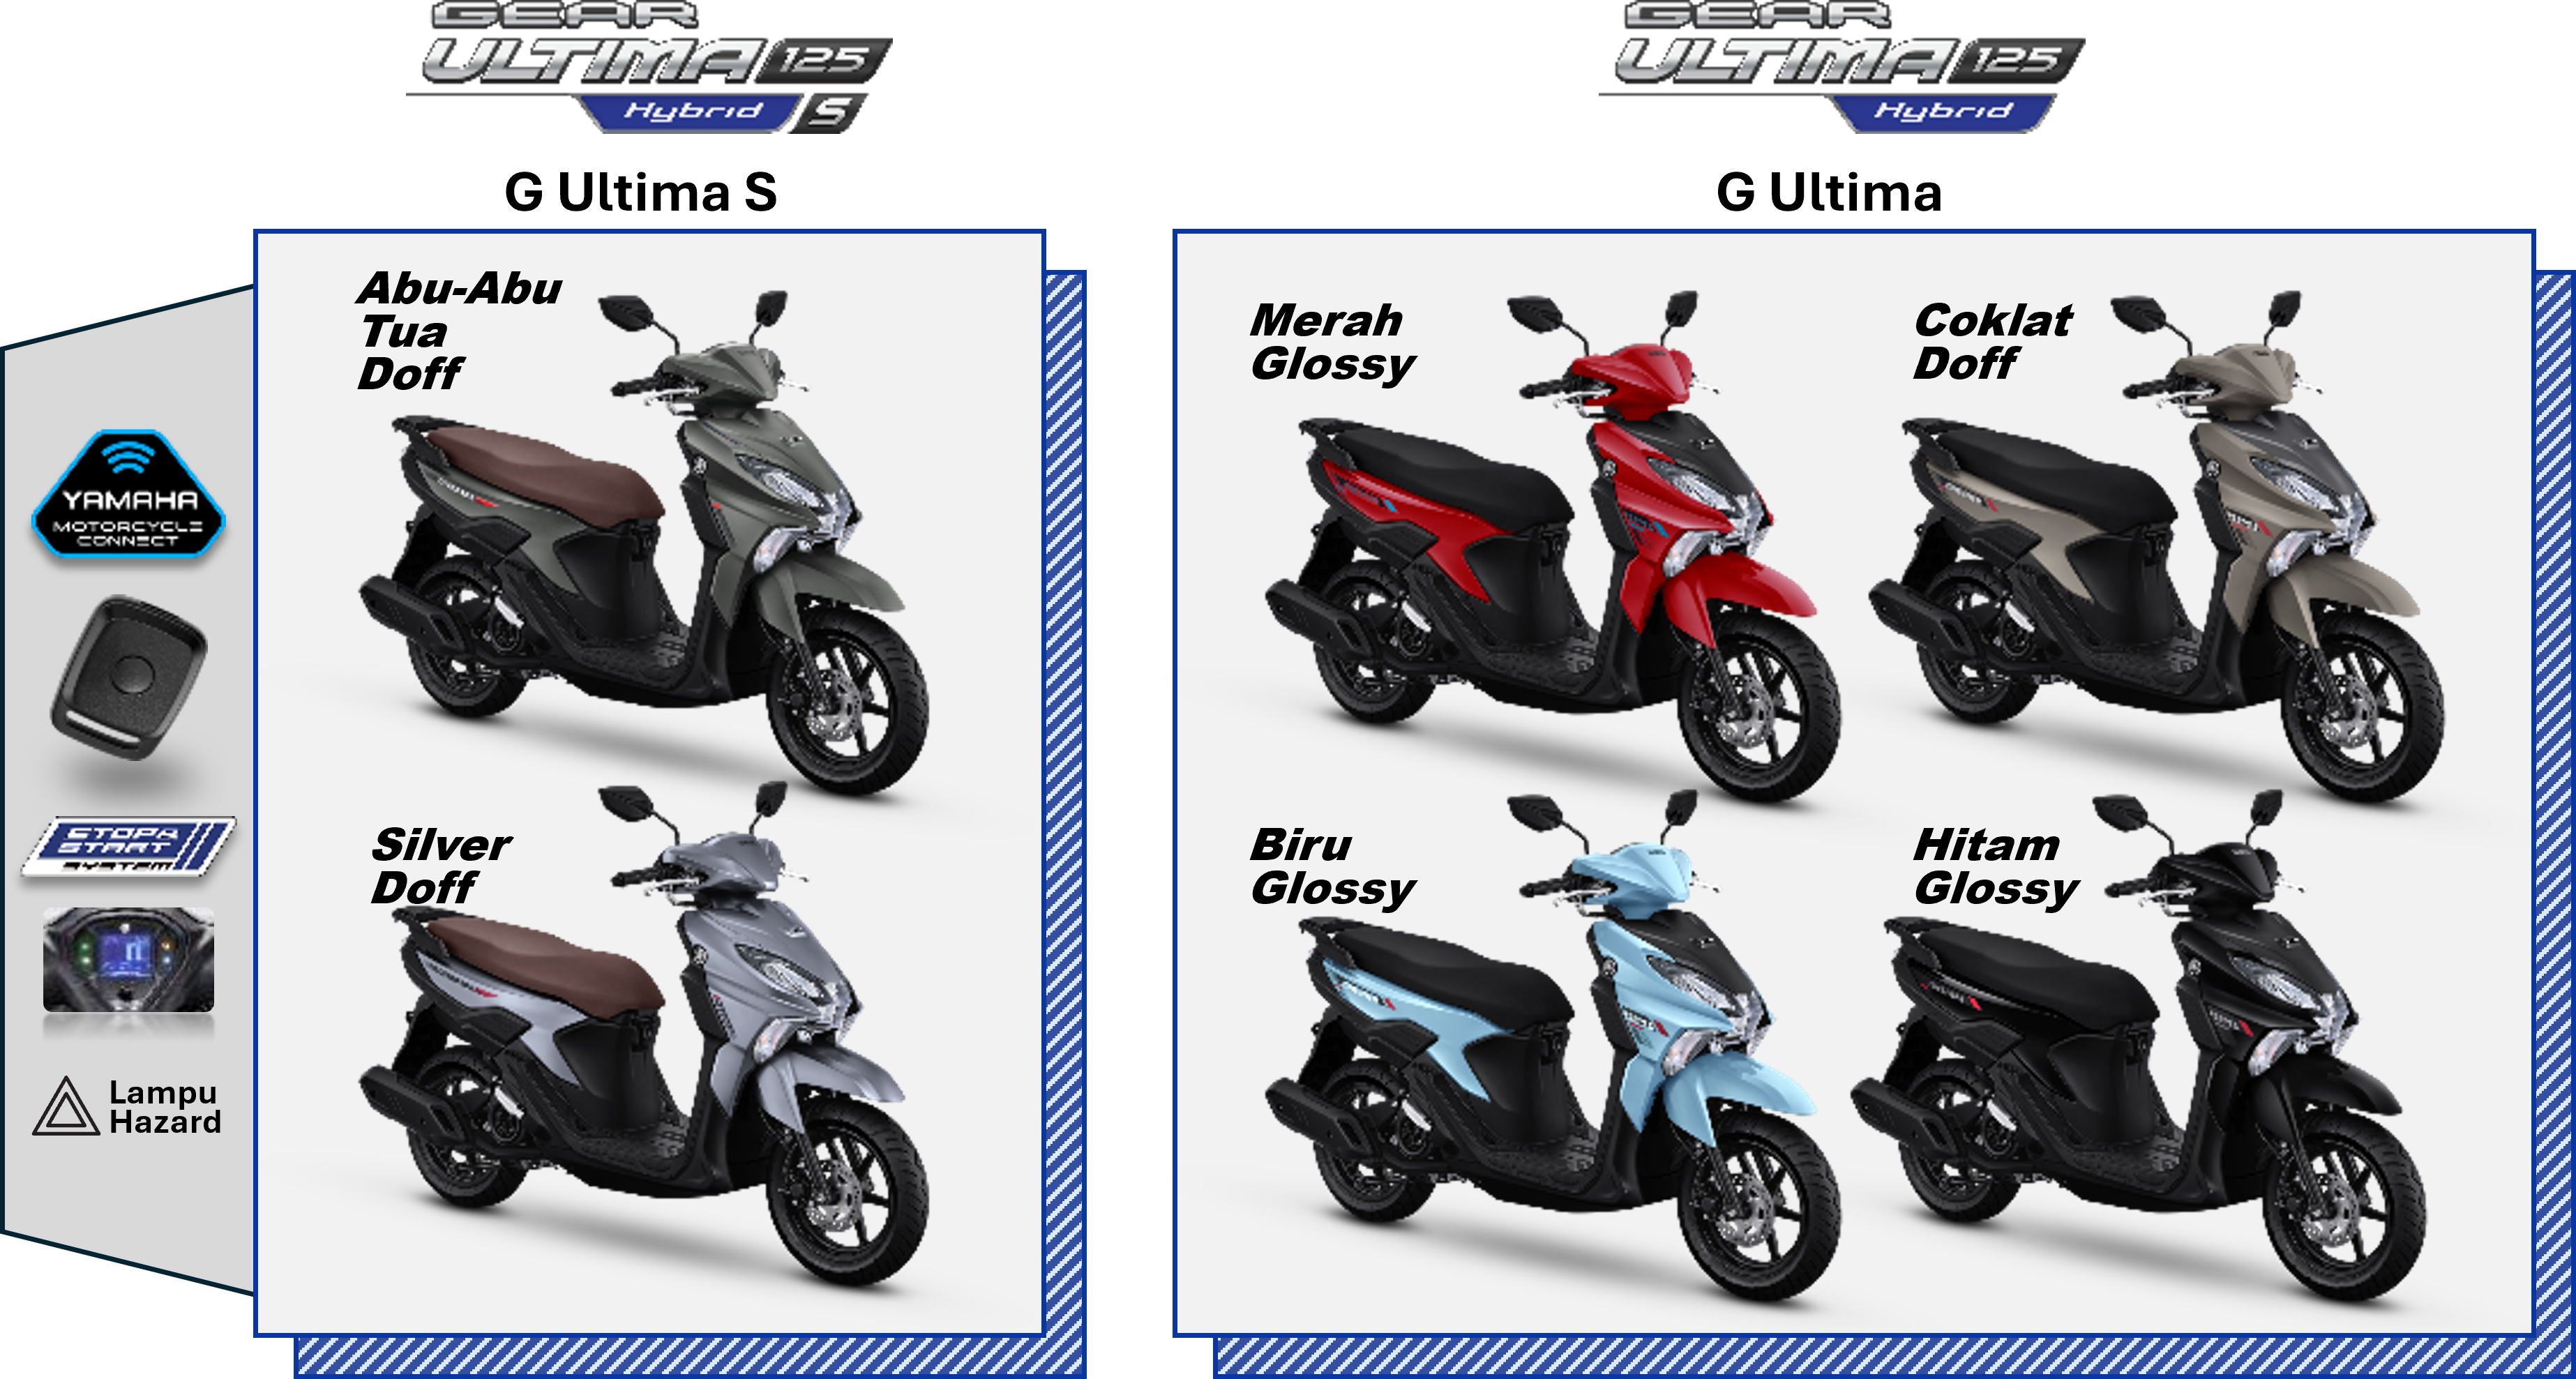 GEAR
ULTIMA 125
Hybrid S
G Ultima S
Abu-Abu
Tua
Doff
Silver
Doff
YAMAHA
MOTORCYCLE
CONNECT
STOP &
START
SYSTEM
Lampu
Hazard
GEAR
ULTIMA 125
Hybrid
G Ultima
Merah
Glossy
Coklat
Doff
Biru
Glossy
Hitam
Glossy